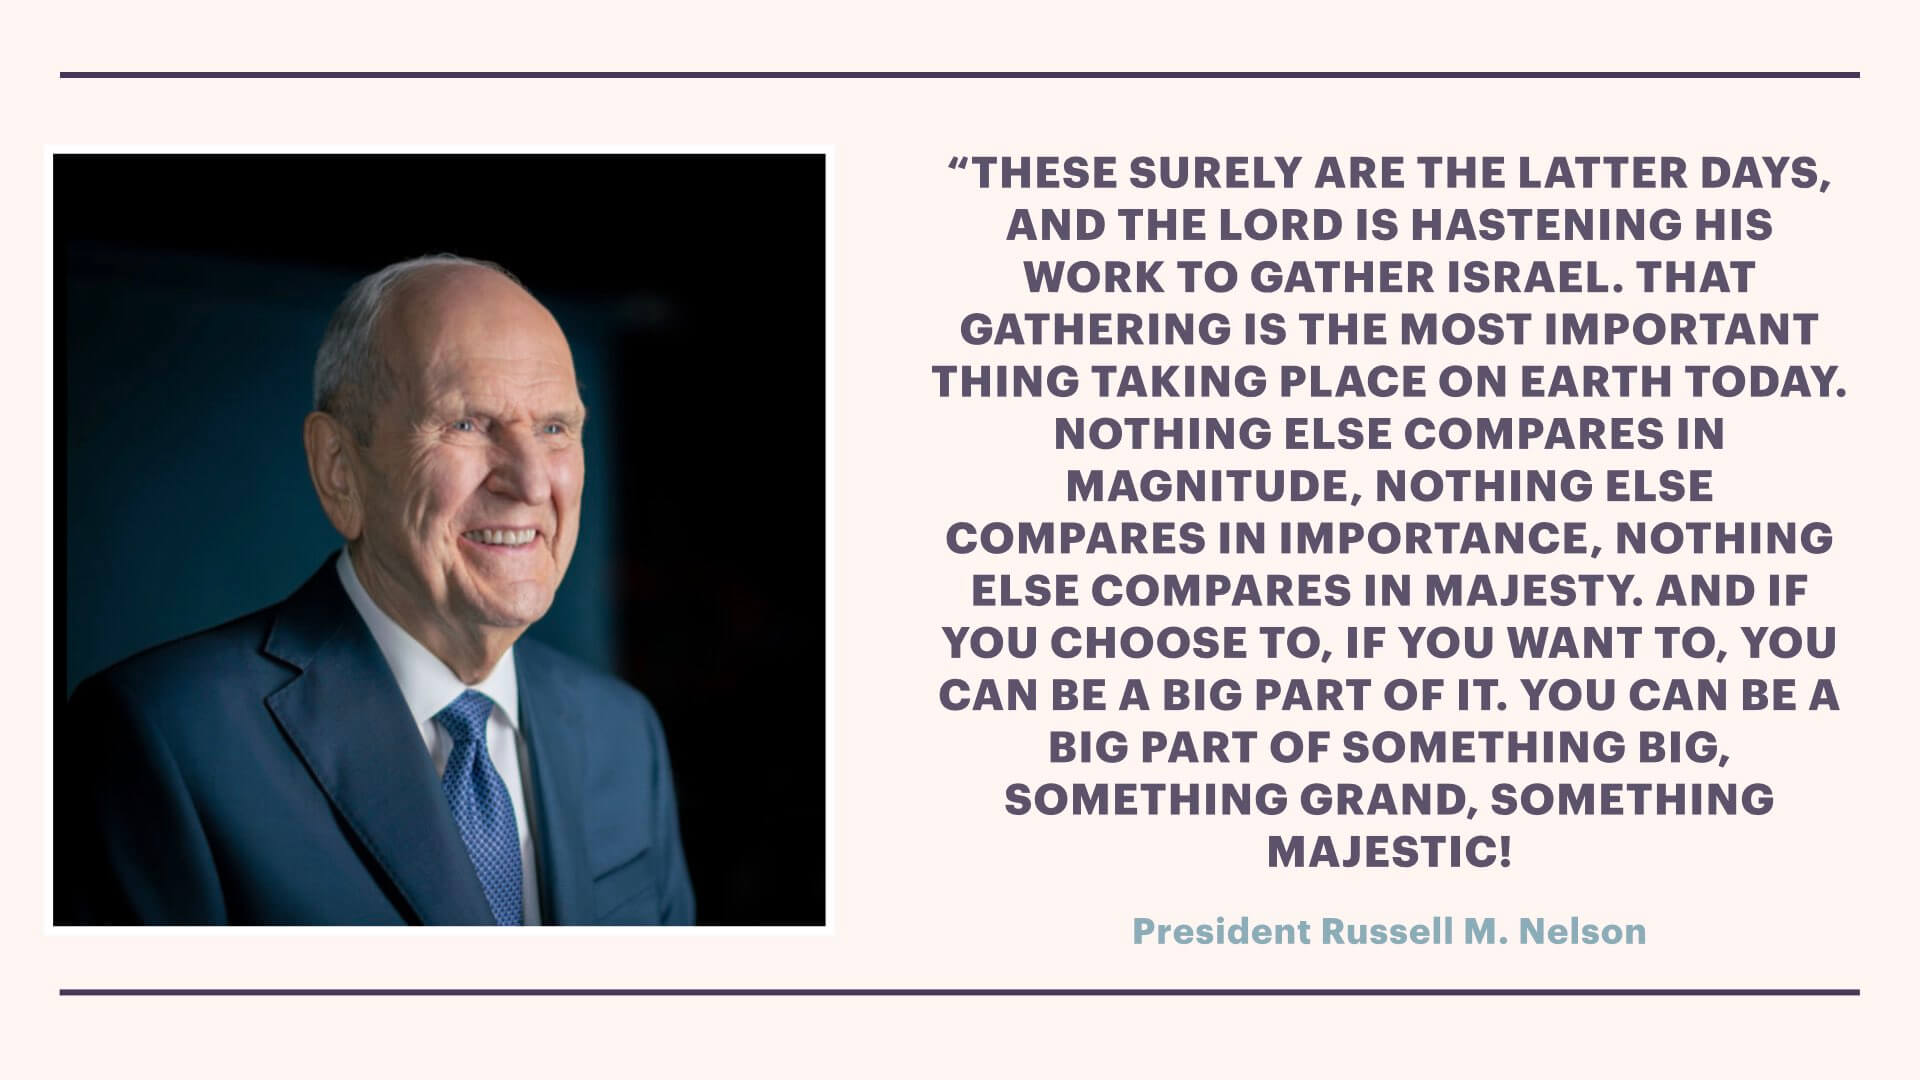 “THESE SURELY ARE THE LATTER DAYS,
AND THE LORD IS HASTENING HIS
WORK TO GATHER ISRAEL. THAT
GATHERING IS THE MOST IMPORTANT
THING TAKING PLACE ON EARTH TODAY.
NOTHING ELSE COMPARES IN
MAGNITUDE, NOTHING ELSE
COMPARES IN IMPORTANCE, NOTHING
ELSE COMPARES IN MAJESTY. AND IF
YOU CHOOSE TO, IF YOU WANT TO, YOU
CAN BE A BIG PART OF IT. YOU CAN BE A
BIG PART OF SOMETHING BIG,
SOMETHING GRAND, SOMETHING
MAJESTIC!
President Russell M. Nelson